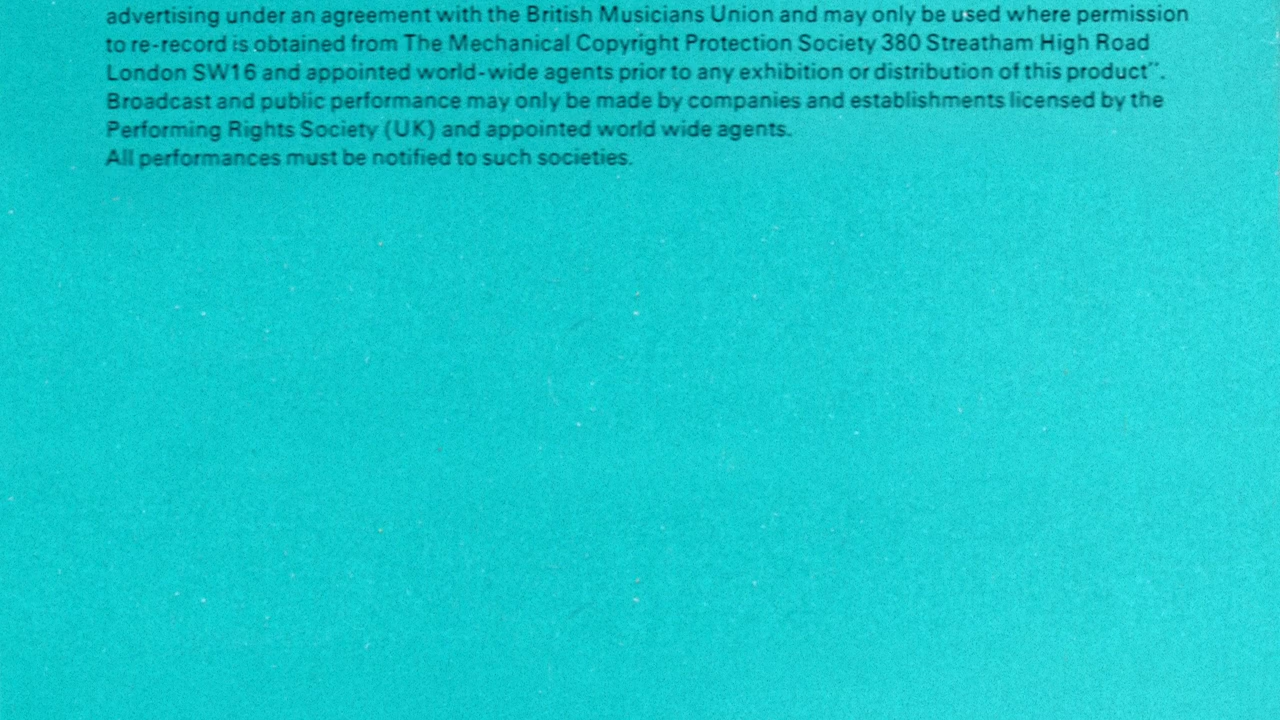 advertising under an agreement with the British Musicians Union and may only be used where permission
to re-record is obtained from The Mechanical Copyright Protection Society 380 Streatham High Road
London SW16 and appointed world-wide agents prior to any exhibition or distribution of this product".
Broadcast and public performance may only be made by companies and establishments licensed by the
Performing Rights Society (UK) and appointed world wide agents.
All performances must be notified to such societies.